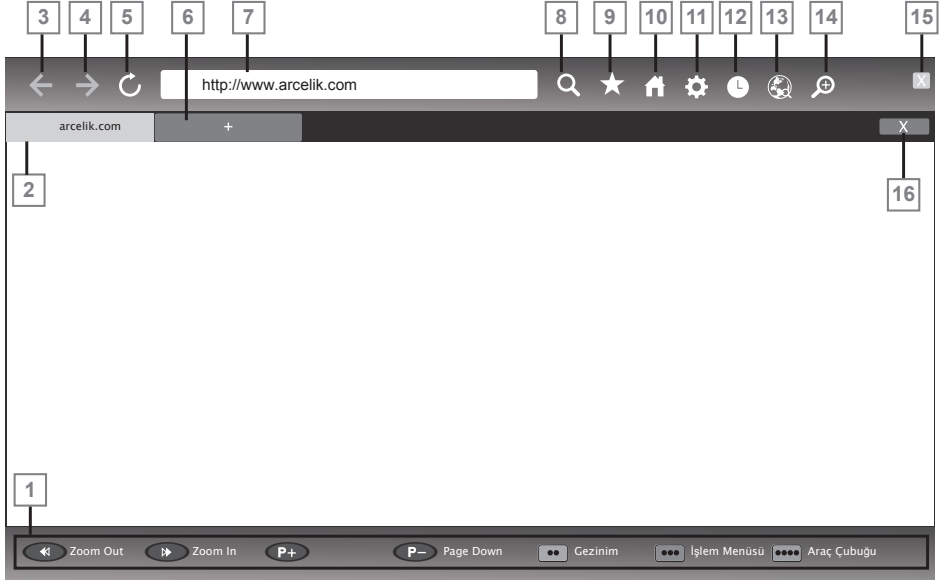 3 4 5 6 7 8 9 10 11 12 13 14 15
http://www.arcelik.com X
arcelik.com + X
2 16
1
Zoom Out Zoom In P+ P− Page Down Gezinim İşlem Menüsü Araç Çubuğu